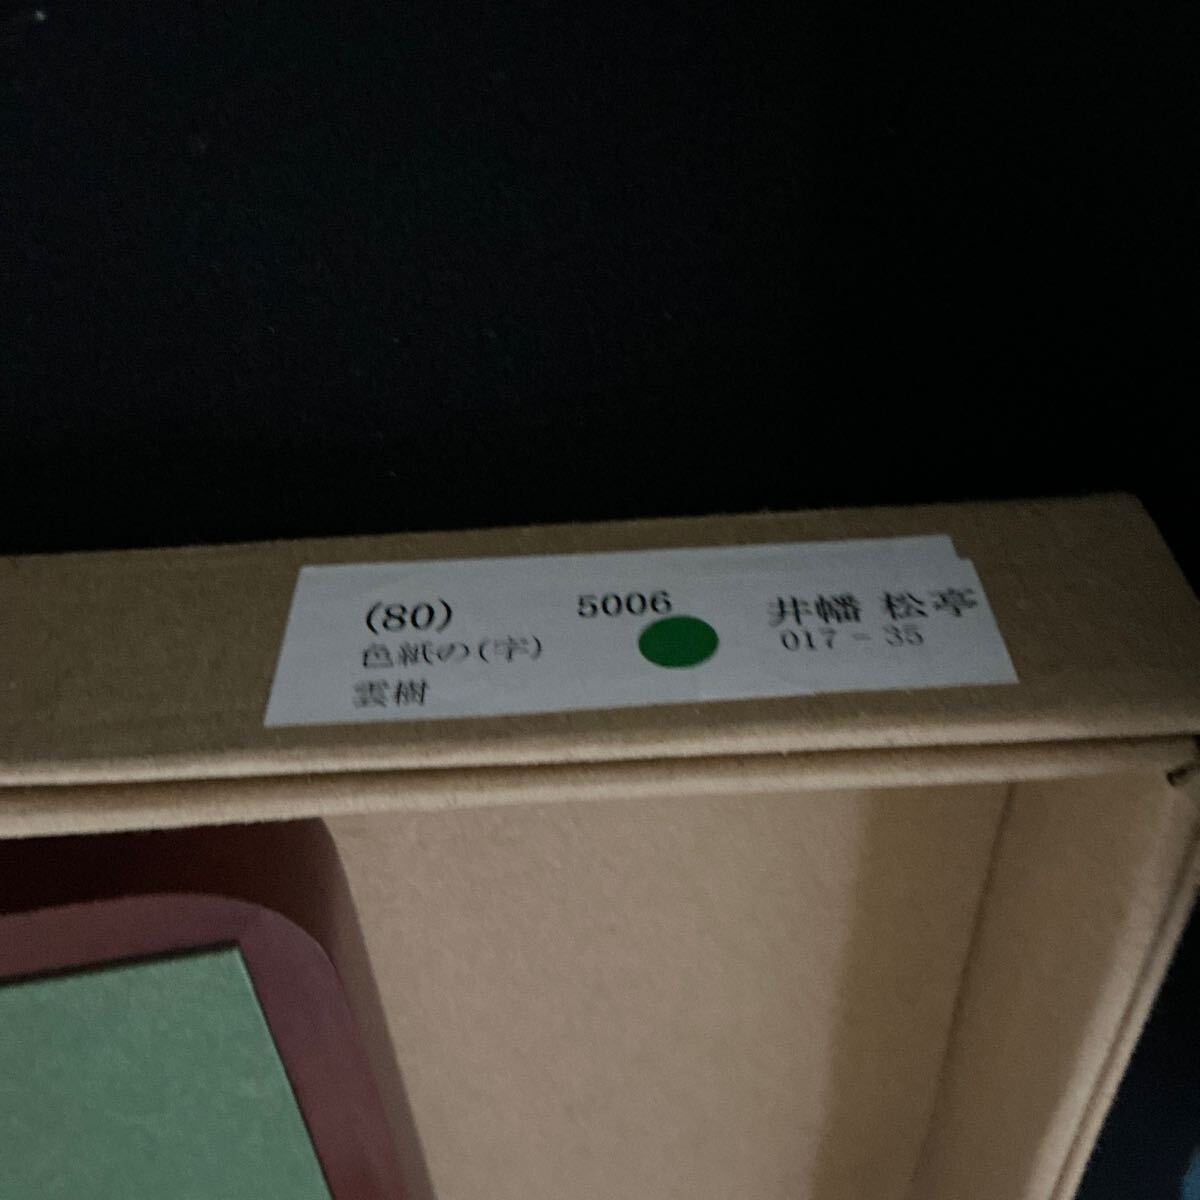 (80) 5006 井幡 松亭
色紙の(字) 017-35
雲樹